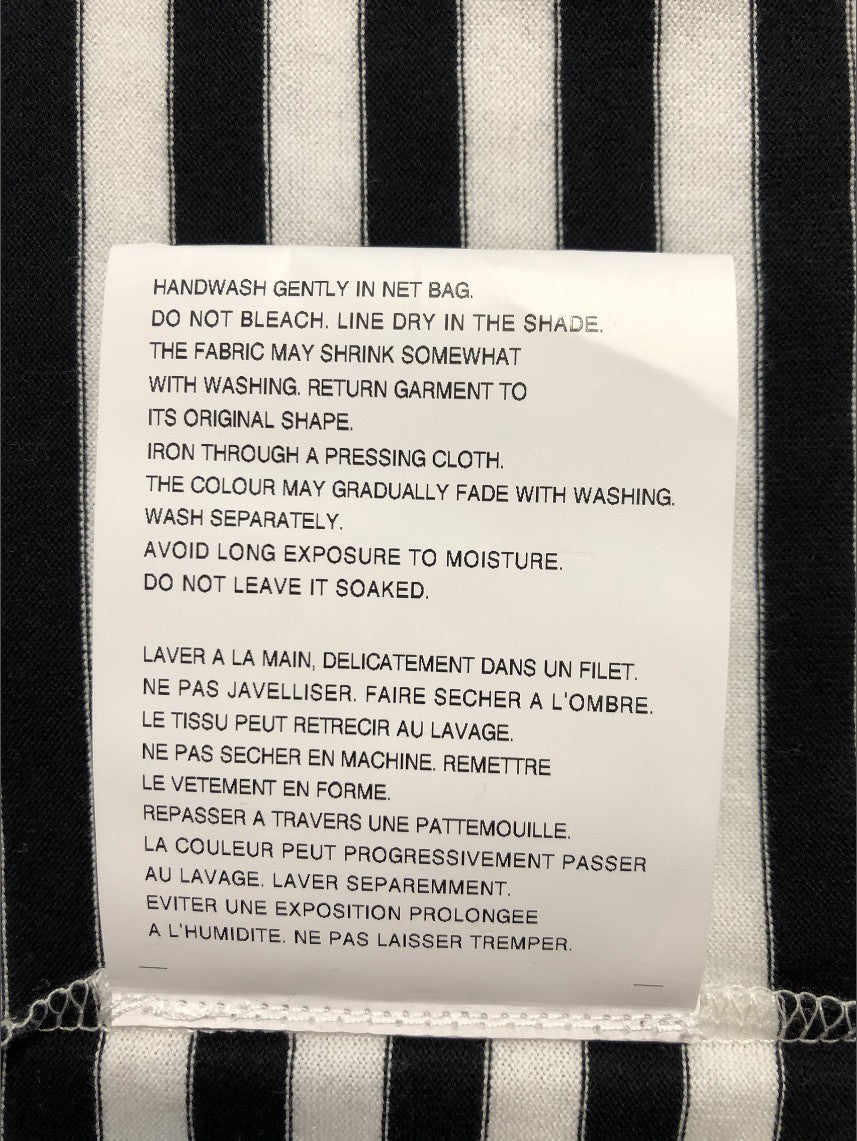 HANDWASH GENTLY IN NET BAG.
DO NOT BLEACH. LINE DRY IN THE SHADE.
THE FABRIC MAY SHRINK SOMEWHAT
WITH WASHING. RETURN GARMENT TO
ITS ORIGINAL SHAPE.
IRON THROUGH A PRESSING CLOTH.
THE COLOUR MAY GRADUALLY FADE WITH WASHING.
WASH SEPARATELY.
AVOID LONG EXPOSURE TO MOISTURE.
DO NOT LEAVE IT SOAKED.
LAVER A LA MAIN, DELICATEMENT DANS UN FILET.
NE PAS JAVELLISER. FAIRE SECHER A L'OMBRE.
LE TISSU PEUT RETRECIR AU LAVAGE.
NE PAS SECHER EN MACHINE. REMETTRE
LE VETEMENT EN FORME.
REPASSER A TRAVERS UNE PATTEMOUILLE.
LA COULEUR PEUT PROGRESSIVEMENT PASSER
AU LAVAGE. LAVER SEPAREMMENT.
EVITER UNE EXPOSITION PROLONGEE
A L'HUMIDITE. NE PAS LAISSER TREMPER.